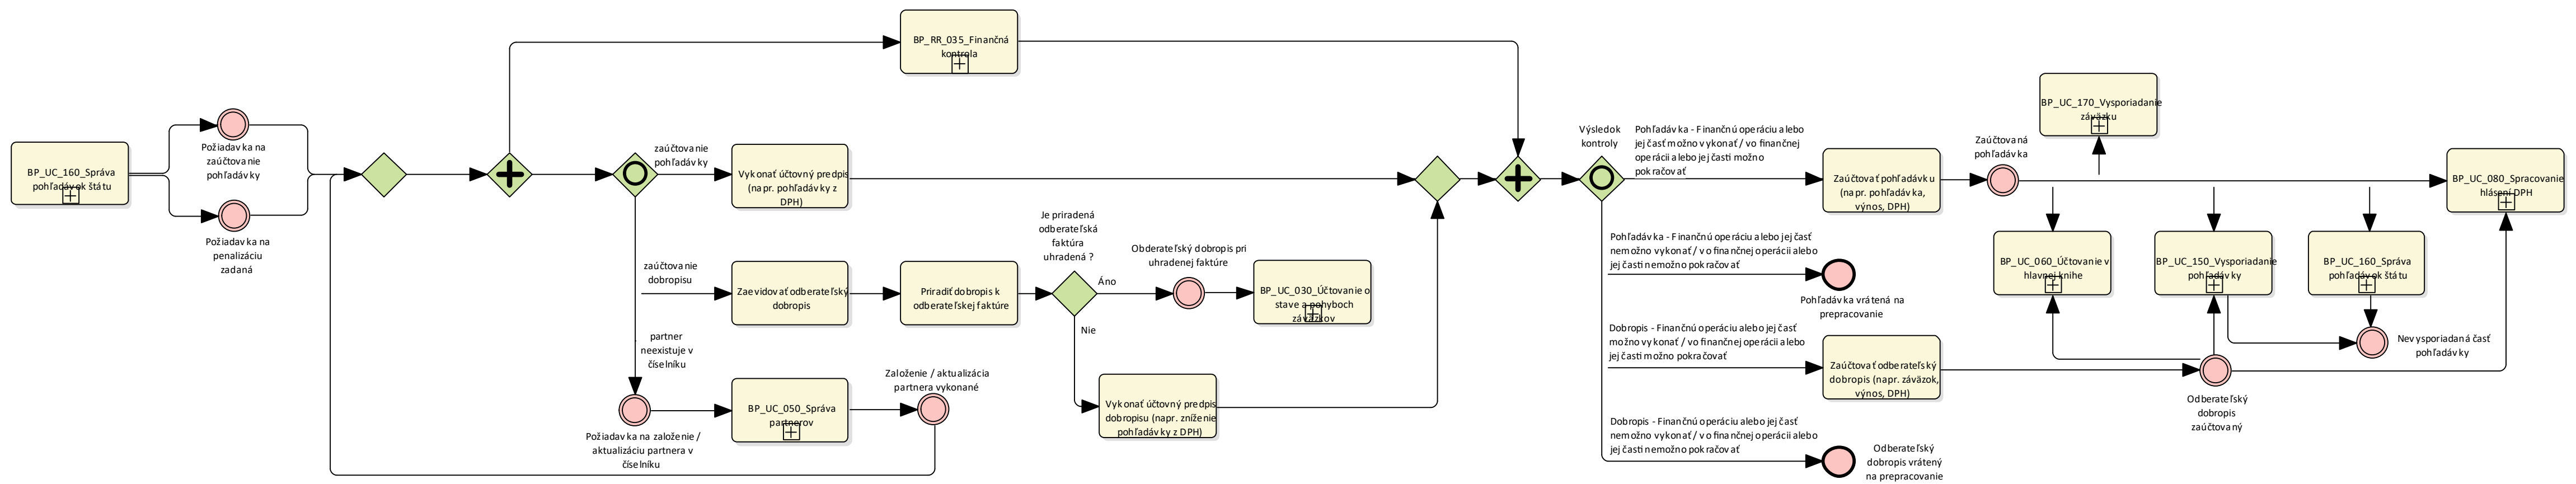 BP_UC_160_Správa
pohľadávok štátu
Požiadavka na
zaúčtovanie
pohľadávky
Požiadavka na
penalizáciu
zadaná
BP_RR_035_Finančná
kontrola
zaúčtovanie
pohľadávky
Vykonať účtovný predpis
(napr. pohľadávky z
DPH)
zaúčtovanie
dobropisu
Zaevidovať odberateľský
dobropis
Priradiť dobropis k
odberateľskej faktúre
Je priradená
odberateľská
faktúra
uhradená ?
Áno
Nie
Obderateľský dobropis pri
uhradenej faktúre
BP_UC_030_Účtovanie o
stave a pohyboch
záväzkov
Vykonať účtovný predpis
dobropisu (napr. zníženie
pohľadávky z DPH)
partner
neexistuje v
číselníku
Požiadavka na založenie /
aktualizáciu partnera v
číselníku
BP_UC_050_Správa
partnerov
Založenie / aktualizácia
partnera vykonané
Výsledok
kontroly
Pohľadávka - Finančnú operáciu alebo
jej časť možno vykonať / vo finančnej
operácii alebo jej časti možno
pokračovať
Zaúčtovať pohľadávku
(napr. pohľadávka,
výnos, DPH)
Zaúčtovaná
pohľadávka
Pohľadávka - Finančnú operáciu alebo jej časť
nemožno vykonať / vo finančnej operácii alebo
jej časti nemožno pokračovať
Pohľadávka vrátená na
prepracovanie
Dobropis - Finančnú operáciu alebo jej časť
možno vykonať / vo finančnej operácii alebo
jej časti možno pokračovať
Zaúčtovať odberateľský
dobropis (napr. záväzok,
výnos, DPH)
Dobropis - Finančnú operáciu alebo jej časť
nemožno vykonať / vo finančnej operácii alebo
jej časti nemožno pokračovať
Odberateľský
dobropis vrátený
na prepracovanie
BP_UC_170_Vysporiadanie
záväzku
BP_UC_080_Spracovanie
hlásení DPH
BP_UC_060_Účtovanie v
hlavnej knihe
BP_UC_150_Vysporiadanie
pohľadávky
BP_UC_160_Správa
pohľadávok štátu
Nevysporiadaná časť
pohľadávky
Odberateľský
dobropis
zaúčtovaný